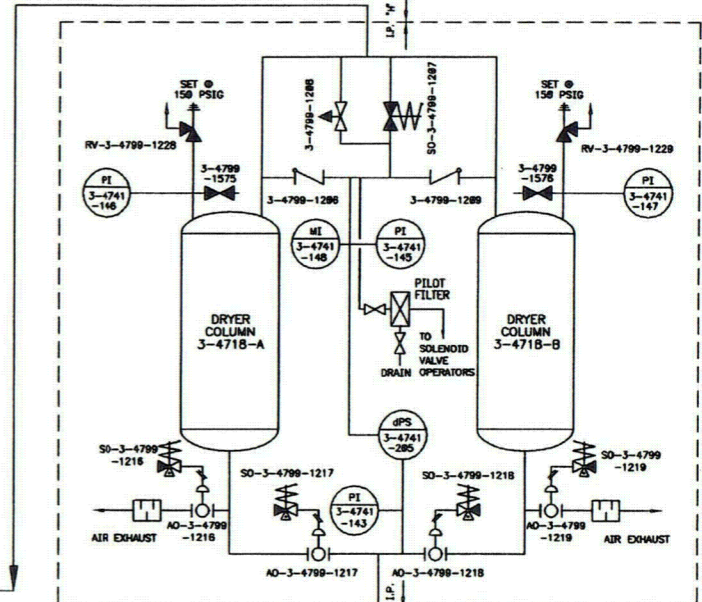 I.P. "H"
SET @
150 PSIG
RV-3-4799-1228
3-4799-1208
SO-3-4799-1207
SET @
150 PSIG
RV-3-4799-1229
PI
3-4741
-146
3-4799
-1575
3-4799-1206
3-4799-1209
3-4799
-1576
PI
3-4741
-147
MI
3-4741
-148
PI
3-4741
-145
PILOT
FILTER
DRYER
COLUMN
3-4718-A
DRYER
COLUMN
3-4718-B
TO
SOLENOID
VALVE
OPERATORS
DRAIN
dPS
3-4741
-205
SO-3-4799
-1216
SO-3-4799-1217
SO-3-4799-1218
SO-3-4799
-1219
PI
3-4741
-143
AO-3-4799
-1216
AIR EXHAUST
AO-3-4799
-1219
AIR EXHAUST
AO-3-4799-1217
AO-3-4799-1218
I.P.